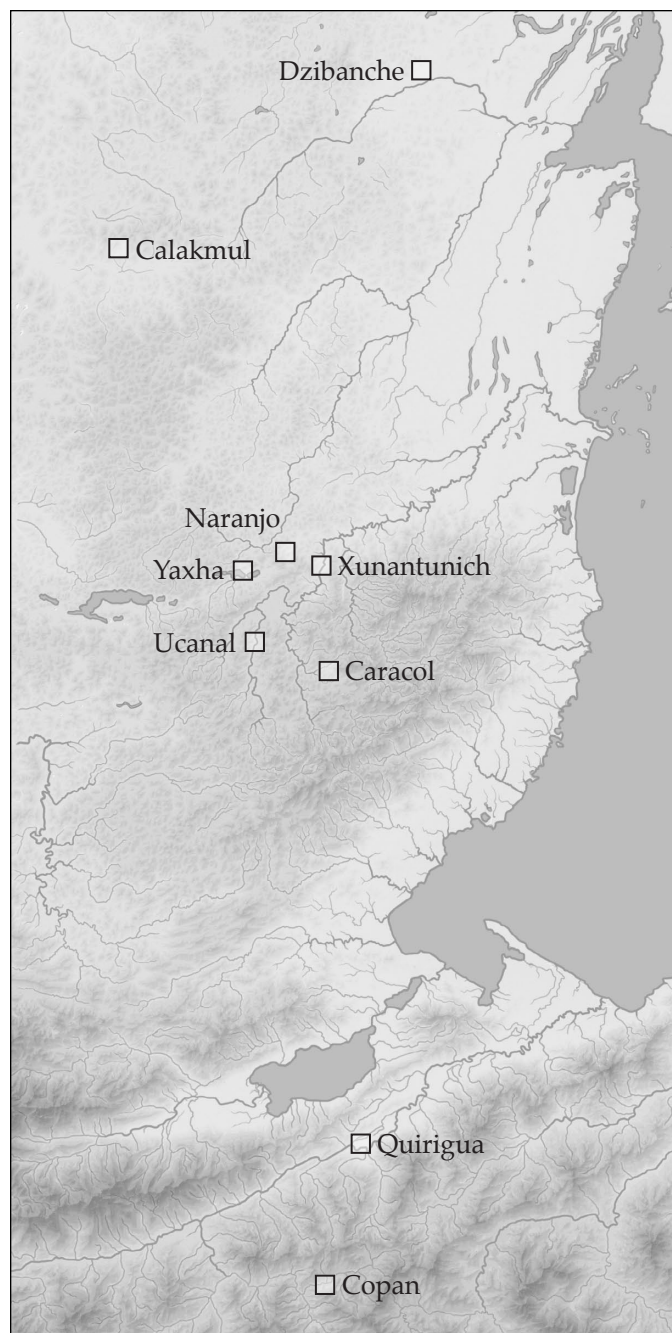 Dzibanche
Calakmul
Naranjo
Yaxha
Xunantunich
Ucanal
Caracol
Quirigua
Copan